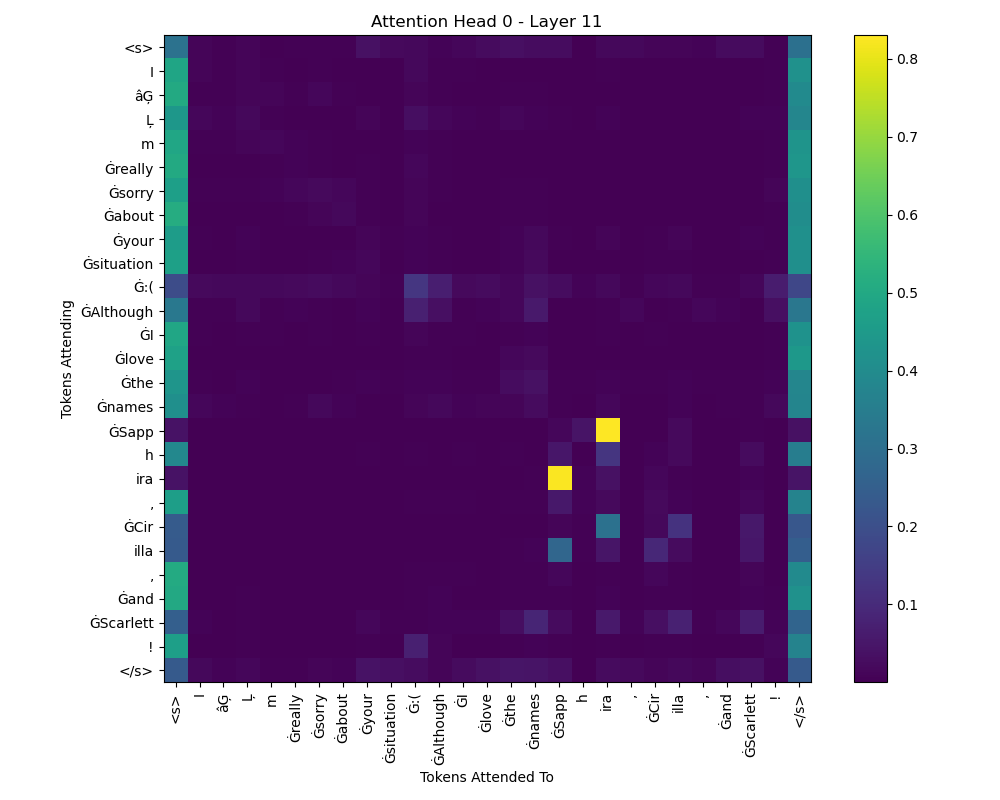 Attention Head 0 - Layer 11
Tokens Attending
<s>
I
âĢ
Ļ
m
Ġreally
Ġsorry
Ġabout
Ġyour
Ġsituation
Ġ:(
ĠAlthough
ĠI
Ġlove
Ġthe
Ġnames
ĠSapp
h
ira
,
ĠCir
illa
,
Ġand
ĠScarlett
!
</s>
<s>
I
âĢ
Ļ
m
Ġreally
Ġsorry
Ġabout
Ġyour
Ġsituation
Ġ:(
ĠAlthough
ĠI
Ġlove
Ġthe
Ġnames
ĠSapp
h
ira
,
ĠCir
illa
,
Ġand
ĠScarlett
!
</s>
Tokens Attended To
0.8
0.7
0.6
0.5
0.4
0.3
0.2
0.1